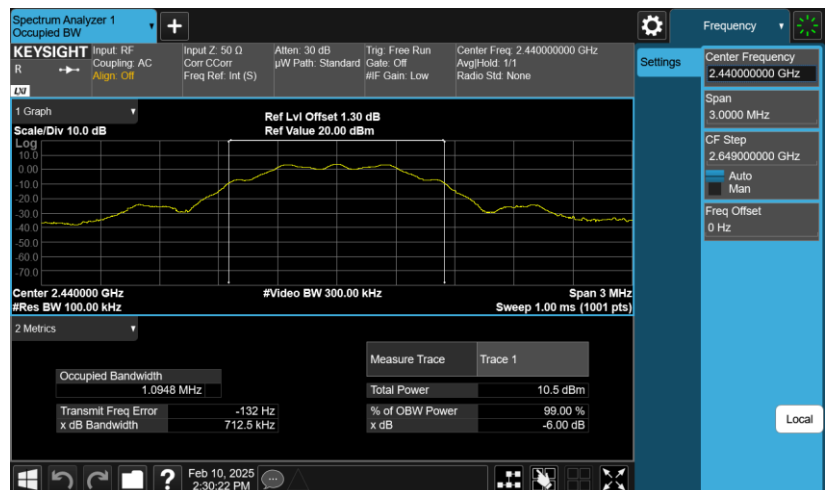 Spectrum Analyzer 1
Occupied BW
+
Frequency
KEYSIGHT
R
LXI
Input: RF
Coupling: AC
Align: Off
Input Z: 50 Ω
Corr CCorr
Freq Ref: Int (S)
Atten: 30 dB
µW Path: Standard
Trig: Free Run
Gate: Off
#IF Gain: Low
Center Freq: 2.440000000 GHz
Avg|Hold: 1/1
Radio Std: None
Settings
Center Frequency
2.440000000 GHz
Span
3.0000 MHz
CF Step
2.649000000 GHz
Auto
Man
Freq Offset
0 Hz
Local
1 Graph
Scale/Div 10.0 dB
Ref Lvl Offset 1.30 dB
Ref Value 20.00 dBm
Log
10.0
0.00
-10.0
-20.0
-30.0
-40.0
-50.0
-60.0
-70.0
Center 2.440000 GHz
#Video BW 300.00 kHz
Span 3 MHz
#Res BW 100.00 kHz
Sweep 1.00 ms (1001 pts)
2 Metrics
Measure Trace Trace 1
Occupied Bandwidth
1.0948 MHz
Total Power 10.5 dBm
Transmit Freq Error -132 Hz
% of OBW Power 99.00 %
x dB Bandwidth 712.5 kHz
x dB -6.00 dB
?
Feb 10, 2025
2:30:22 PM